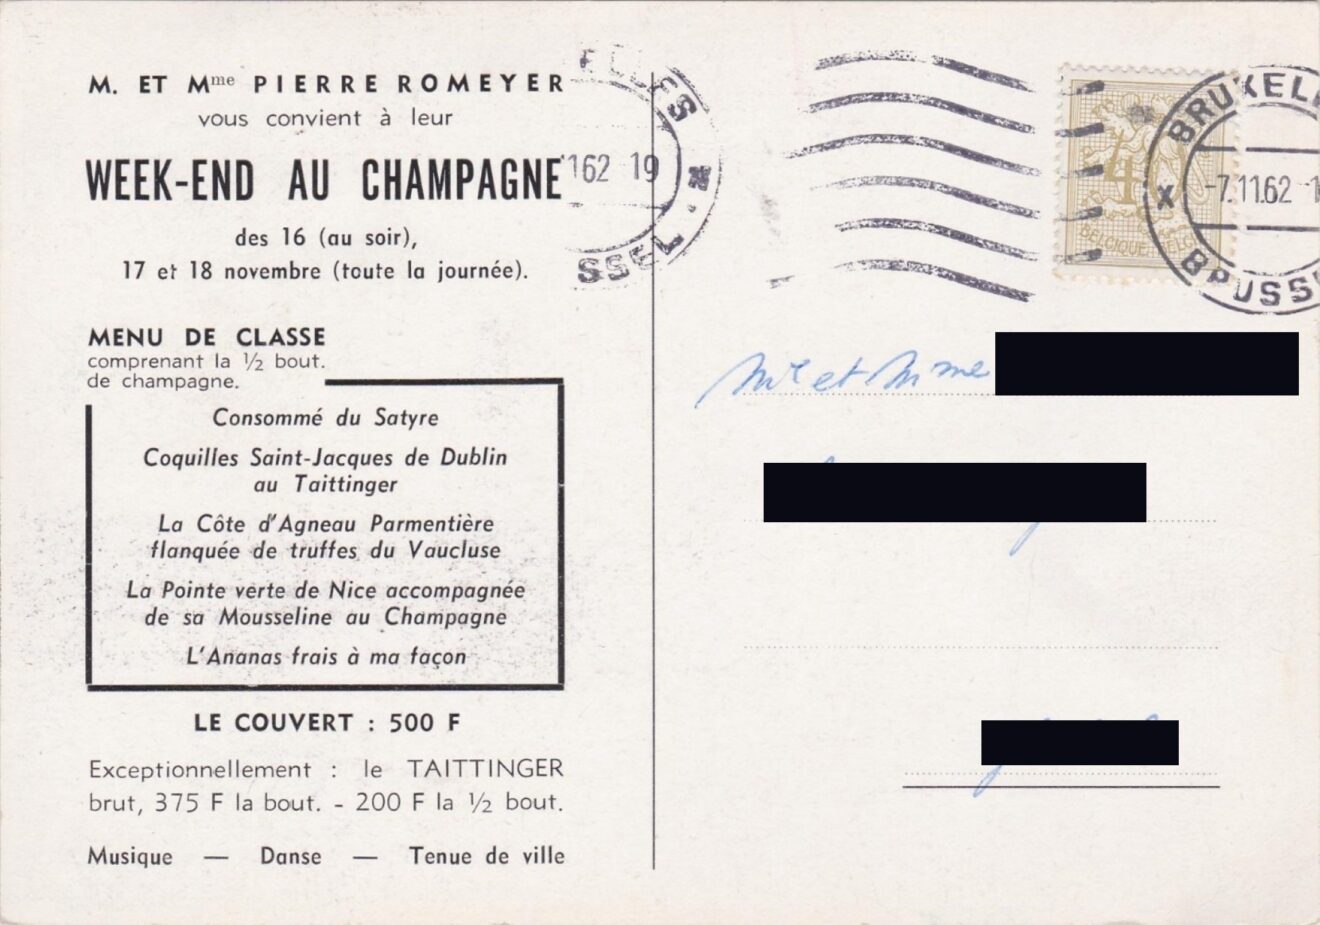 M. ET Mme PIERRE ROMEYER
vous convient à leur
WEEK-END AU CHAMPAGNE
des 16 (au soir),
17 et 18 novembre (toute la journée).
MENU DE CLASSE
comprenant la ½ bout.
de champagne.
Consommé du Satyre
Coquilles Saint-Jacques de Dublin
au Taittinger
La Côte d'Agneau Parmentière
flanquée de truffes du Vaucluse
La Pointe verte de Nice accompagnée
de sa Mousseline au Champagne
L'Ananas frais à ma façon
LE COUVERT : 500 F
Exceptionnellement : le TAITTINGER
brut, 375 F la bout. - 200 F la ½ bout.
Musique — Danse — Tenue de ville
ELLES
162 19
SSEL
BELGIQUE-BELGI
BRUXELL
-7.11.62
BRUSS
Mr et Mme